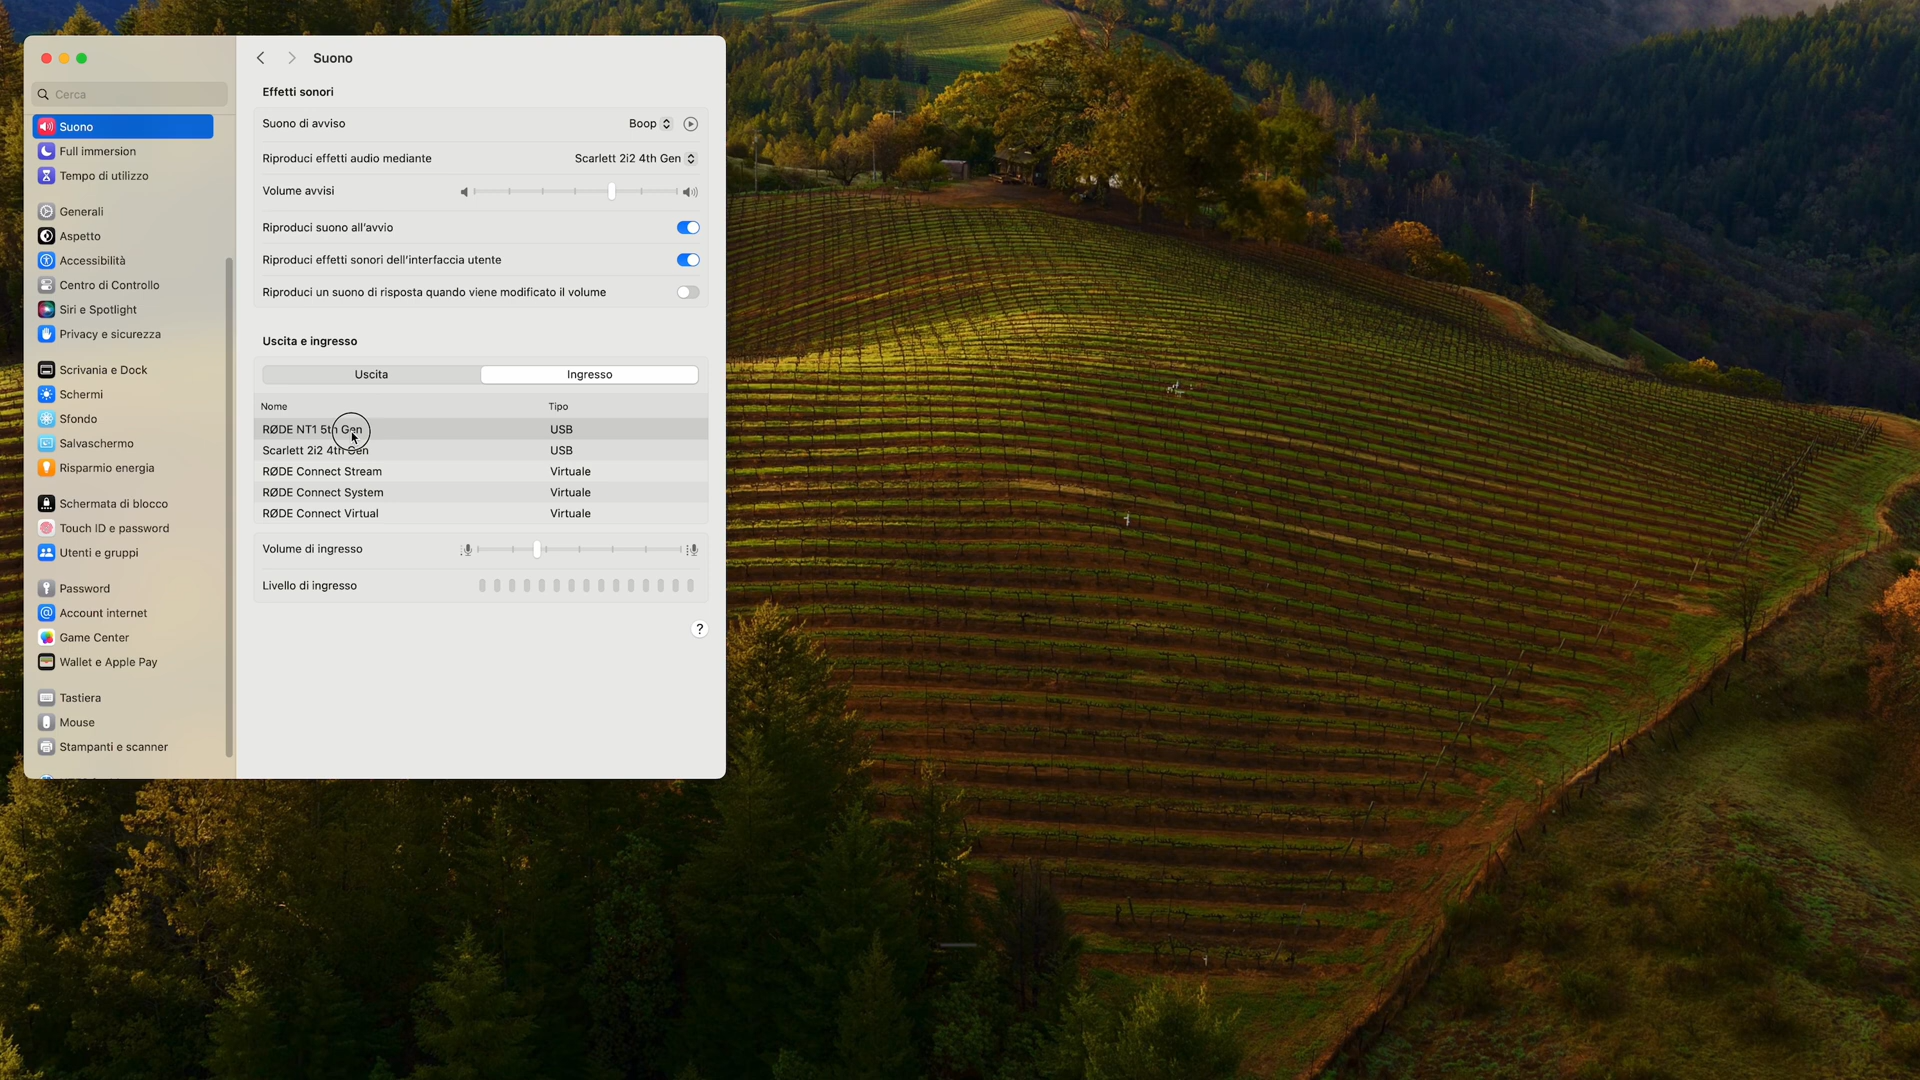 Suono
Cerca
Suono
Full immersion
Tempo di utilizzo
Generali
Aspetto
Accessibilità
Centro di Controllo
Siri e Spotlight
Privacy e sicurezza
Scrivania e Dock
Schermi
Sfondo
Salvaschermo
Risparmio energia
Schermata di blocco
Touch ID e password
Utenti e gruppi
Password
Account internet
Game Center
Wallet e Apple Pay
Tastiera
Mouse
Stampanti e scanner
Effetti sonori
Suono di avviso Boop
Riproduci effetti audio mediante Scarlett 2i2 4th Gen
Volume avvisi
Riproduci suono all'avvio
Riproduci effetti sonori dell'interfaccia utente
Riproduci un suono di risposta quando viene modificato il volume
Uscita e ingresso
Uscita Ingresso
Nome Tipo
RØDE NT1 5th Gen USB
Scarlett 2i2 4th Gen USB
RØDE Connect Stream Virtuale
RØDE Connect System Virtuale
RØDE Connect Virtual Virtuale
Volume di ingresso
Livello di ingresso
?